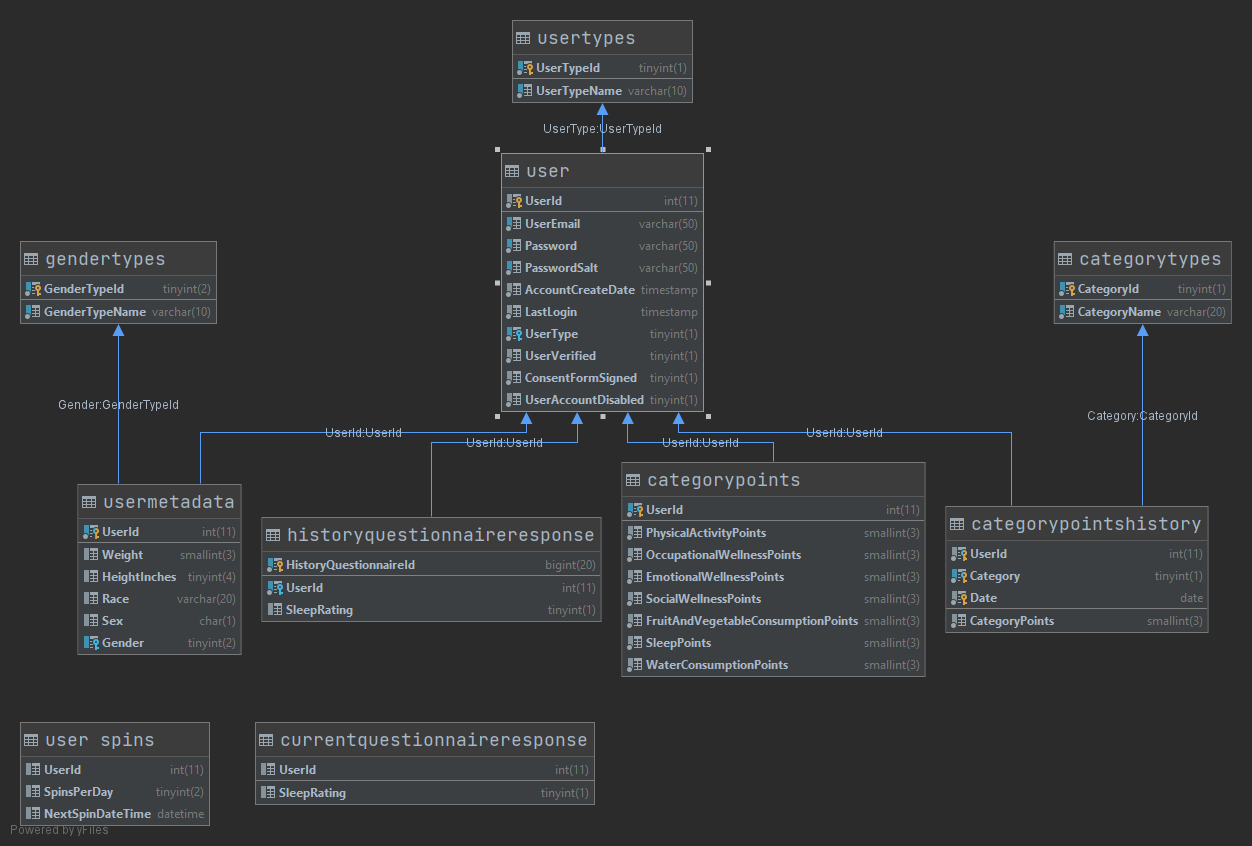 usertypes
UserTypeId tinyint(1)
UserTypeName varchar(10)
UserType:UserTypeId
user
UserId int(11)
UserEmail varchar(50)
Password varchar(50)
PasswordSalt varchar(50)
AccountCreateDate timestamp
LastLogin timestamp
UserType tinyint(1)
UserVerified tinyint(1)
ConsentFormSigned tinyint(1)
UserAccountDisabled tinyint(1)
gendertypes
GenderTypeId tinyint(2)
GenderTypeName varchar(10)
categorytypes
CategoryId tinyint(1)
CategoryName varchar(20)
Gender:GenderTypeId
Category:CategoryId
UserId:UserId
UserId:UserId
UserId:UserId
UserId:UserId
usermetadata
UserId int(11)
Weight smallint(3)
HeightInches tinyint(4)
Race varchar(20)
Sex char(1)
Gender tinyint(2)
historyquestionnaireresponse
HistoryQuestionnaireId bigint(20)
UserId int(11)
SleepRating tinyint(1)
categorypoints
UserId int(11)
PhysicalActivityPoints smallint(3)
OccupationalWellnessPoints smallint(3)
EmotionalWellnessPoints smallint(3)
SocialWellnessPoints smallint(3)
FruitAndVegetableConsumptionPoints smallint(3)
SleepPoints smallint(3)
WaterConsumptionPoints smallint(3)
categorypointshistory
UserId int(11)
Category tinyint(1)
Date date
CategoryPoints smallint(3)
user spins
UserId int(11)
SpinsPerDay tinyint(2)
NextSpinDateTime datetime
currentquestionnaireresponse
UserId int(11)
SleepRating tinyint(1)
Powered by yFiles